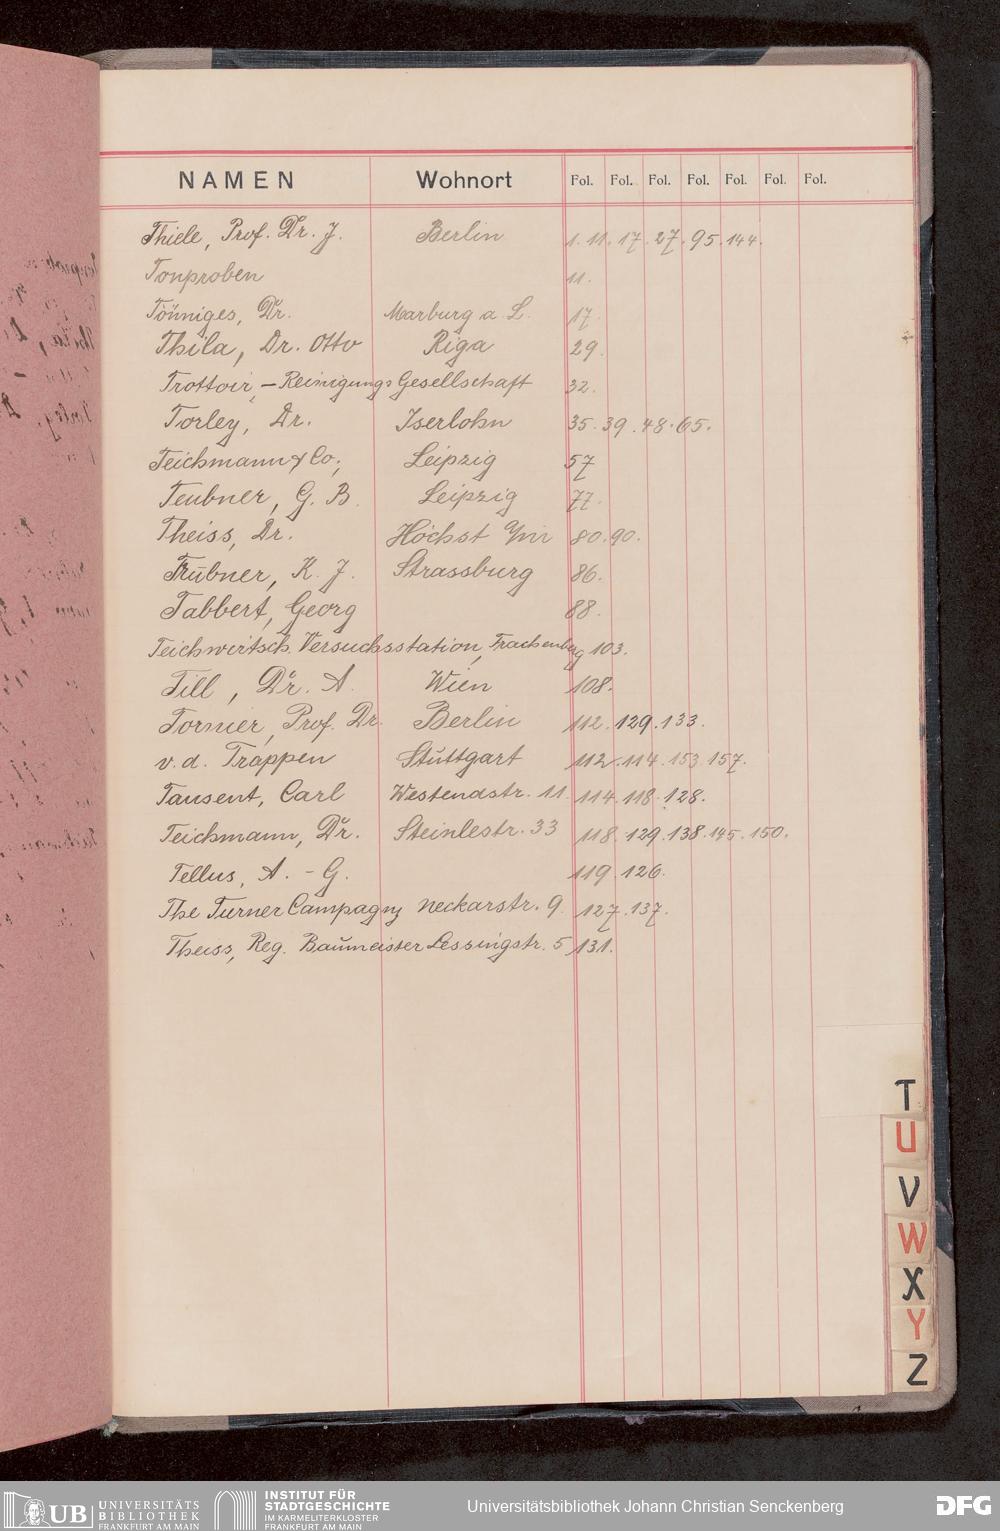 NAMEN Wohnort Fol. Fol. Fol. Fol. Fol. Fol. Fol.
Thiele, Prof. Dr. J. Berlin 1. 11. 17. 27. 95. 144.
Tonproben 11.
Tönniges, Dr. Marburg a. L. 17.
Thila, Dr. Otto Riga 29.
Trottoir, - Reinigungs Gesellschaft 32.
Torley, Dr. Iserlohn 35. 39. 48. 65.
Teichmann & Co., Leipzig 57
Teubner, G. B. Leipzig 77.
Theiss, Dr. Höchst 80. 90.
Trübner, K. J. Strassburg 86.
Tabbert, Georg 88.
Teichwirtsch. Versuchsstation, Trachenberg 103.
Till, Dr. A. Wien 108.
Tornier, Prof. Dr. Berlin 112. 129. 133.
v. d. Trappen Stuttgart 112. 114. 153. 157.
Tausent, Carl Westendstr. 11. 114. 118. 128.
Teichmann, Dr. Steinlestr. 33 118. 129. 138. 145. 150.
Tellus, A. - G. 119. 126.
The Turner Campagny Neckarstr. 9. 127. 137.
Theiss, Reg. Baumeister Lessingstr. 5 131.
T
U
V
W
X
Y
Z
UB UNIVERSITÄTS
BIBLIOTHEK
FRANKFURT AM MAIN
INSTITUT FÜR
STADTGESCHICHTE
IM KARMELITERKLOSTER
FRANKFURT AM MAIN
Universitätsbibliothek Johann Christian Senckenberg
DFG